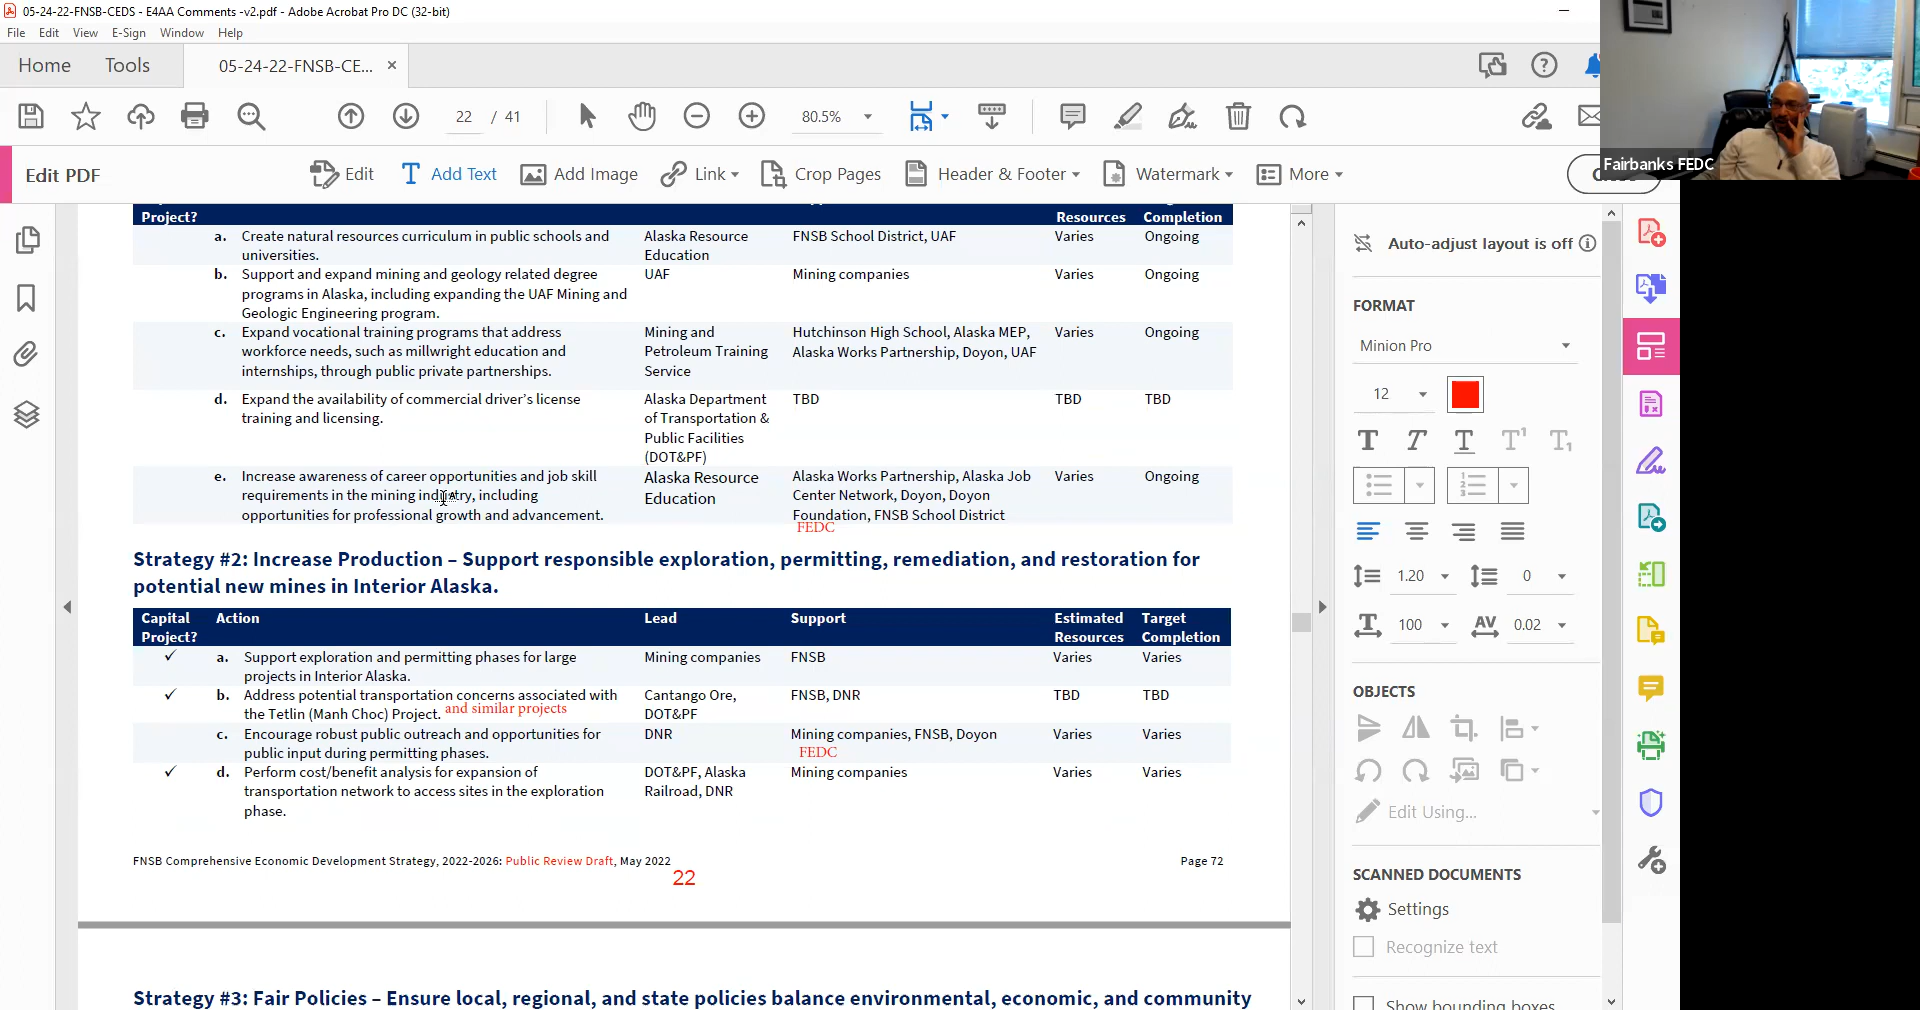 05-24-22-FNSB-CEDS - E4AA Comments -v2.pdf - Adobe Acrobat Pro DC (32-bit)
File Edit View E-Sign Window Help
Home Tools 05-24-22-FNSB-CE... ×
22 / 41 80.5%
Fairbanks FEDC
Edit PDF Edit Add Text Add Image Link Crop Pages Header & Footer Watermark More
Project? Resources Completion
a. Create natural resources curriculum in public schools and universities. Alaska Resource Education FNSB School District, UAF Varies Ongoing
b. Support and expand mining and geology related degree programs in Alaska, including expanding the UAF Mining and Geologic Engineering program. UAF Mining companies Varies Ongoing
c. Expand vocational training programs that address workforce needs, such as millwright education and internships, through public private partnerships. Mining and Petroleum Training Service Hutchinson High School, Alaska MEP, Alaska Works Partnership, Doyon, UAF Varies Ongoing
d. Expand the availability of commercial driver's license training and licensing. Alaska Department of Transportation & Public Facilities (DOT&PF) TBD TBD TBD
e. Increase awareness of career opportunities and job skill requirements in the mining industry, including opportunities for professional growth and advancement. Alaska Resource Education Alaska Works Partnership, Alaska Job Center Network, Doyon, Doyon Foundation, FNSB School District Varies Ongoing
FEDC
Strategy #2: Increase Production – Support responsible exploration, permitting, remediation, and restoration for
potential new mines in Interior Alaska.
Capital Project? Action Lead Support Estimated Resources Target Completion
✓ a. Support exploration and permitting phases for large projects in Interior Alaska. Mining companies FNSB Varies Varies
✓ b. Address potential transportation concerns associated with the Tetlin (Manh Choc) Project. and similar projects Cantango Ore, DOT&PF FNSB, DNR TBD TBD
c. Encourage robust public outreach and opportunities for public input during permitting phases. DNR Mining companies, FNSB, Doyon FEDC Varies Varies
✓ d. Perform cost/benefit analysis for expansion of transportation network to access sites in the exploration phase. DOT&PF, Alaska Railroad, DNR Mining companies Varies Varies
FNSB Comprehensive Economic Development Strategy, 2022-2026: Public Review Draft, May 2022 Page 72
22
Strategy #3: Fair Policies – Ensure local, regional, and state policies balance environmental, economic, and community
Auto-adjust layout is off
FORMAT
Minion Pro
12
1.20 0
100 0.02
OBJECTS
Edit Using...
SCANNED DOCUMENTS
Settings
Recognize text
Show bounding boxes